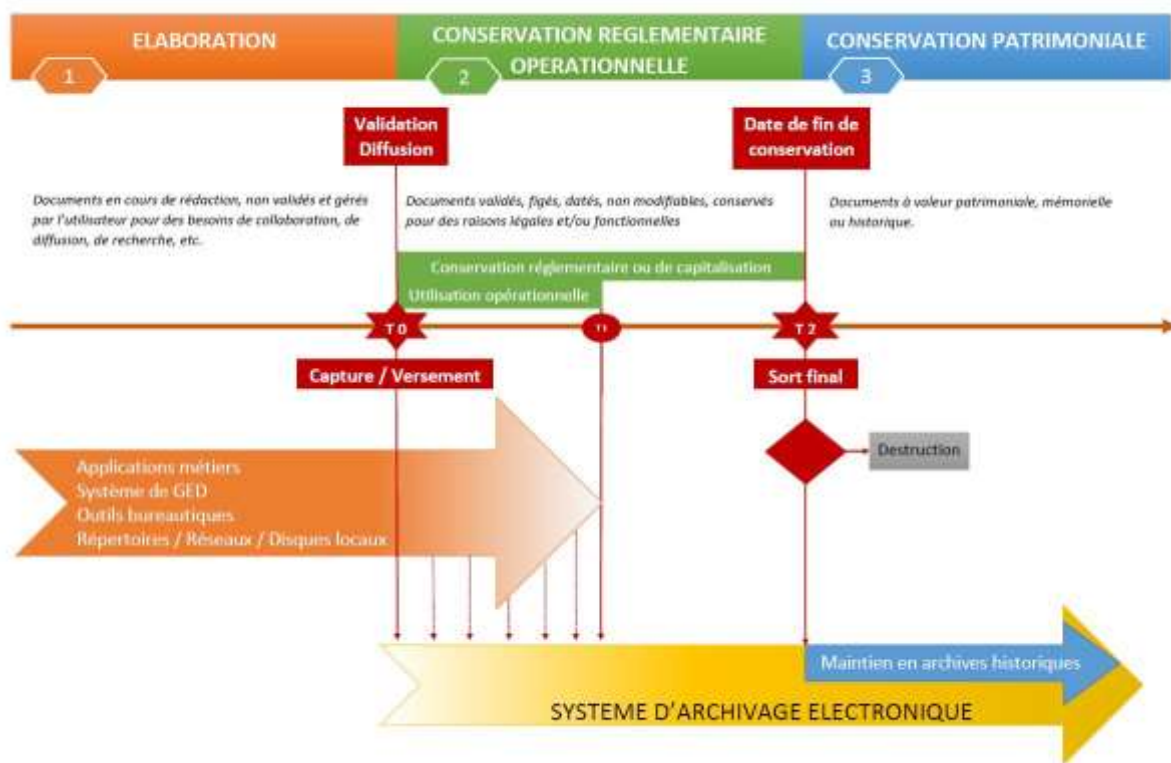 ELABORATION
1
CONSERVATION REGLEMENTAIRE
OPERATIONNELLE
2
CONSERVATION PATRIMONIALE
3
Validation
Diffusion
Date de fin de
conservation
Documents en cours de rédaction, non validés et gérés
par l'utilisateur pour des besoins de collaboration, de
diffusion, de recherche, etc.
Documents validés, figés, datés, non modifiables, conservés
pour des raisons légales et/ou fonctionnelles
Documents à valeur patrimoniale, mémorielle
ou historique.
Conservation réglementaire ou de capitalisation
Utilisation opérationnelle
T 0
T1
T 2
Capture / Versement
Sort final
Destruction
Applications métiers
Système de GED
Outils bureautiques
Répertoires / Réseaux / Disques locaux
Maintien en archives historiques
SYSTEME D'ARCHIVAGE ELECTRONIQUE